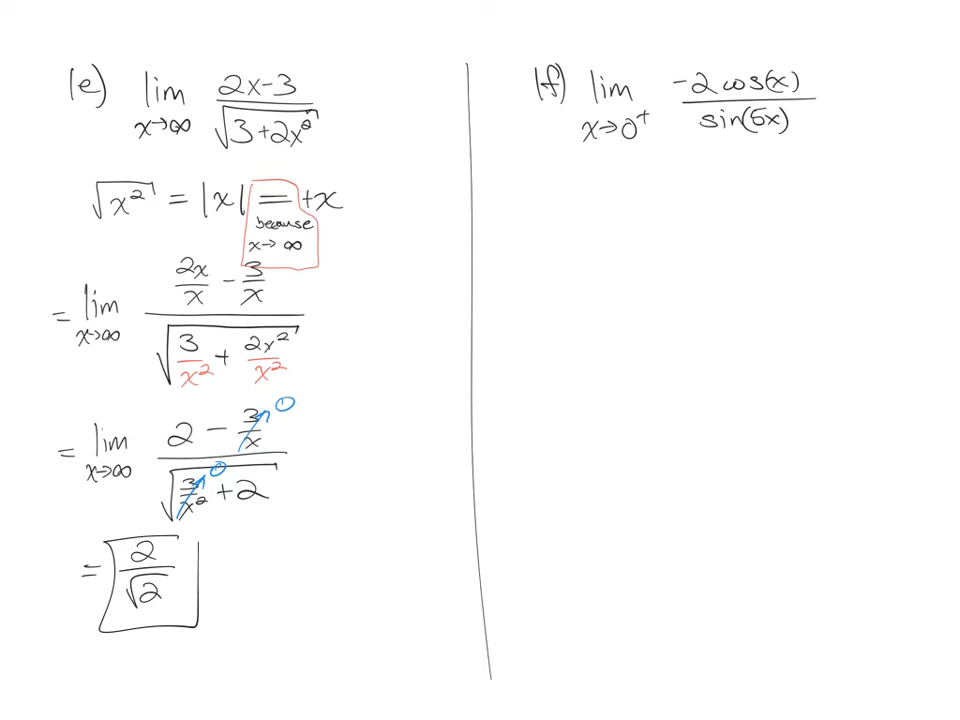 (e) lim x→∞ (2x-3)/√(3+2x²)
√x² = |x| = +x
because
x→∞
= lim x→∞ (2x/x - 3/x)/√(3/x² + 2x²/x²)
= lim x→∞ (2 - 3/x → 0)/√(3/x² → 0 + 2)
= 2/√2
(f) lim x→0⁺ -2cos(x)/sin(5x)